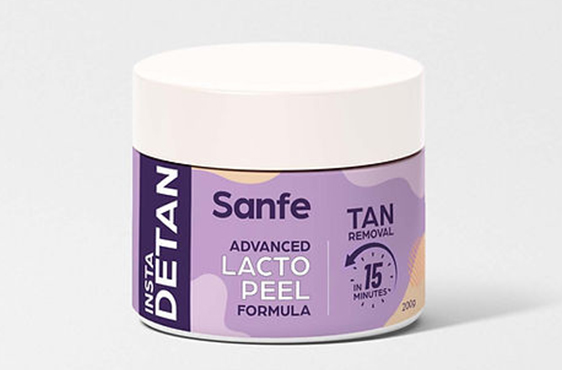 INSTA
DETAN
Sanfe
ADVANCED
LACTO
PEEL
FORMULA
TAN
REMOVAL
IN 15
MINUTES
200g